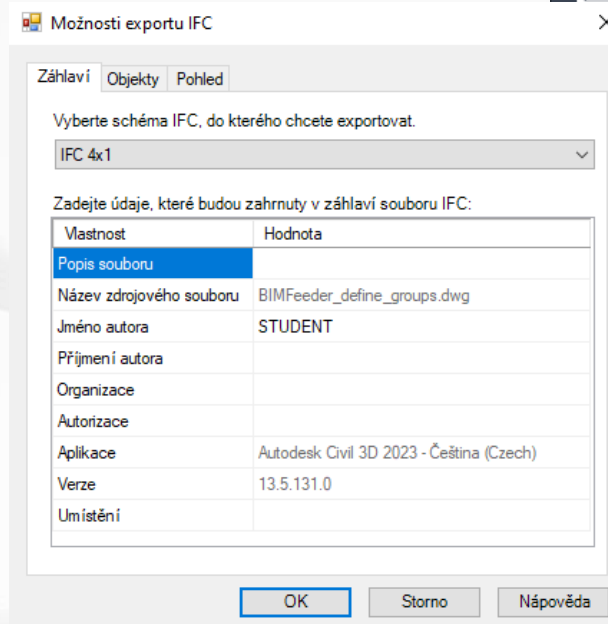 Možnosti exportu IFC
Záhlaví Objekty Pohled
Vyberte schéma IFC, do kterého chcete exportovat.
IFC 4x1
Zadejte údaje, které budou zahrnuty v záhlaví souboru IFC:
Vlastnost Hodnota
Popis souboru
Název zdrojového souboru BIMFeeder_define_groups.dwg
Jméno autora STUDENT
Příjmení autora
Organizace
Autorizace
Aplikace Autodesk Civil 3D 2023 - Čeština (Czech)
Verze 13.5.131.0
Umístění
OK Storno Nápověda